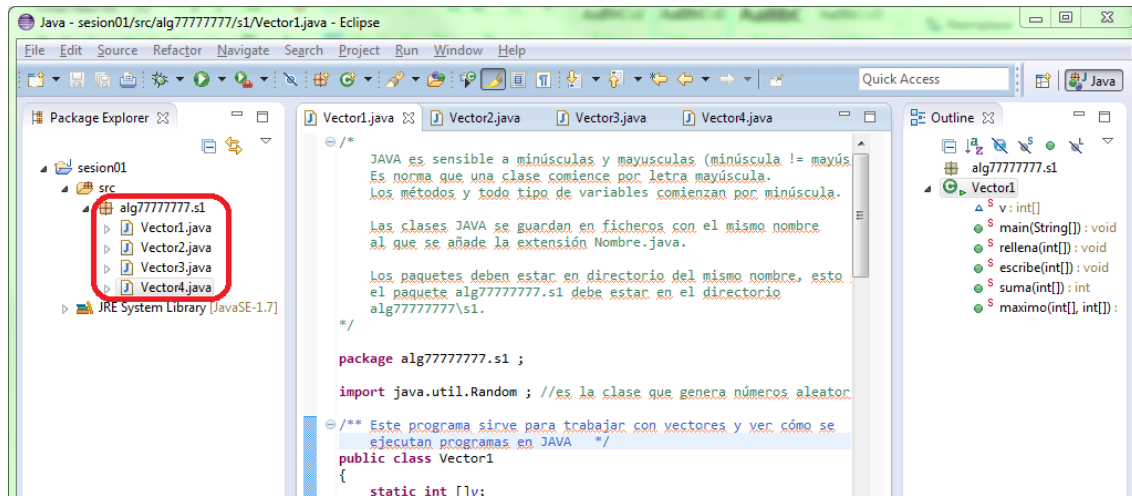 Java - sesion01/src/alg77777777/s1/Vector1.java - Eclipse
File Edit Source Refactor Navigate Search Project Run Window Help
Quick Access
Java
Package Explorer
sesion01
src
alg77777777.s1
Vector1.java
Vector2.java
Vector3.java
Vector4.java
JRE System Library [JavaSE-1.7]
Vector1.java Vector2.java Vector3.java Vector4.java
/*
JAVA es sensible a minúsculas y mayusculas (minúscula != mayús
Es norma que una clase comience por letra mayúscula.
Los métodos y todo tipo de variables comienzan por minúscula.
Las clases JAVA se guardan en ficheros con el mismo nombre
al que se añade la extensión Nombre.java.
Los paquetes deben estar en directorio del mismo nombre, esto
el paquete alg77777777.s1 debe estar en el directorio
alg77777777\s1.
*/
package alg77777777.s1 ;
import java.util.Random ; //es la clase que genera números aleator
/** Este programa sirve para trabajar con vectores y ver cómo se
ejecutan programas en JAVA */
public class Vector1
{
static int []v;
Outline
alg77777777.s1
Vector1
v : int[]
main(String[]) : void
rellena(int[]) : void
escribe(int[]) : void
suma(int[]) : int
maximo(int[], int[]) :